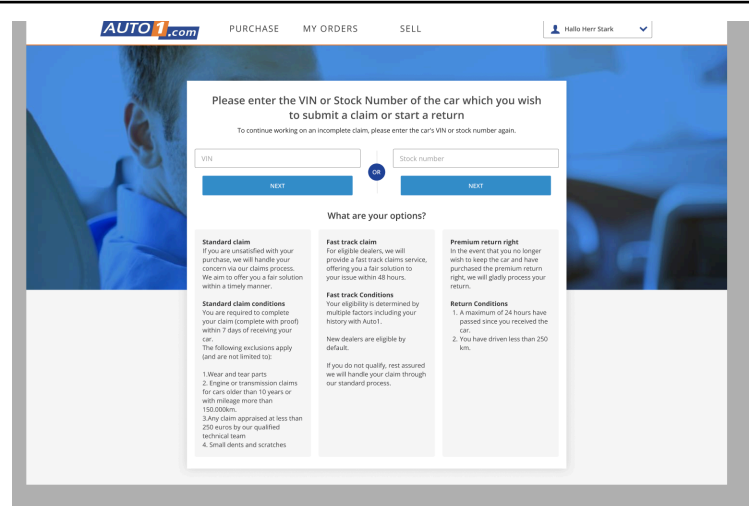 AUTO1.com
PURCHASE
MY ORDERS
SELL
Hallo Herr Stark
Please enter the VIN or Stock Number of the car which you wish
to submit a claim or start a
return
To continue working on an incomplete claim, please enter the car's VIN or stock number again.
VIN
NEXT
OR
Stock number
NEXT
What are your options?
Standard claim
If you are unsatisfied with your
purchase, we will handle your
concern via our claims process.
We aim to offer you a fair solution
within a timely manner.
Standard claim conditions
You are required to complete
your claim (complete with proof)
within 7 days of receiving your
car.
The following exclusions apply
(and are not limited to):
1.Wear and tear parts
2. Engine or transmission claims
for cars older than 10 years or
with mileage more than
150.000km.
3.Any claim appraised at less than
250 euros by our qualified
technical team
4. Small dents and scratches
Fast track claim
For eligible dealers, we will
provide a fast track claims service,
offering you a fair solution to
your issue within 48 hours.
Fast track Conditions
Your eligibility is determined by
multiple factors including your
history with Auto1.
New dealers are eligible by
default.
If you do not qualify, rest assured
we will handle your claim through
our standard process.
Premium return right
In the event that you no longer
wish to keep the car and have
purchased the premium return
right, we will gladly process your
return.
Return Conditions
1. A maximum of 24 hours have
passed since you received the
car.
2. You have driven less than 250
km.